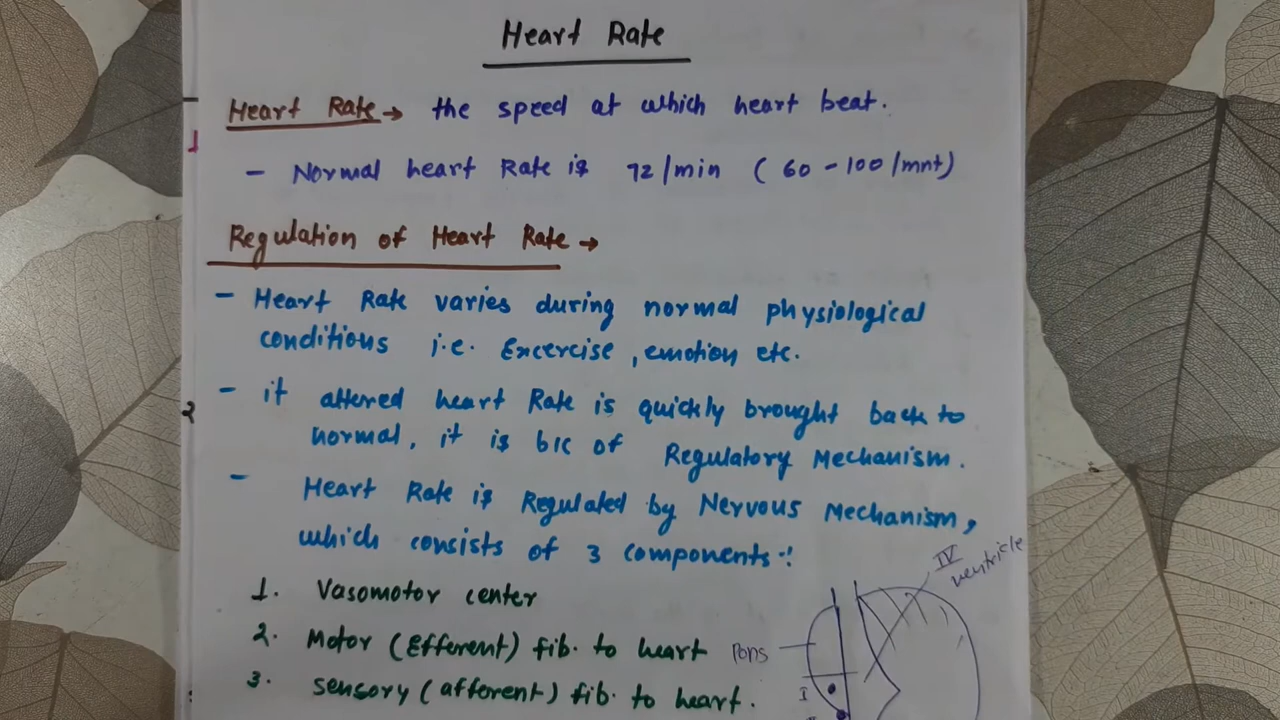 Heart Rate
Heart Rate → the speed at which heart beat.
- Normal heart Rate is 72/min ( 60 - 100 /mnt)
Regulation of Heart Rate →
- Heart Rate varies during normal physiological
conditions i.e. Excercise, emotion etc.
- if altered heart Rate is quickly brought back to
normal, it is b/c of Regulatory Mechanism.
- Heart Rate is Regulated by Nervous Mechanism,
which consists of 3 components :-
1. Vasomotor center
2. Motor (Efferent) fib. to heart
3. Sensory (afferent) fib. to heart.
IV
ventricle
Pons
I
2